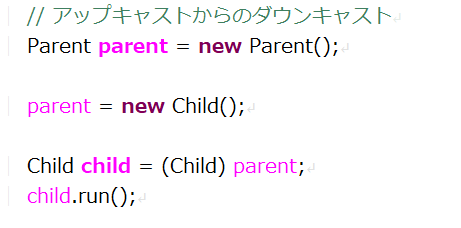 // アップキャストからのダウンキャスト
Parent parent = new Parent();
parent = new Child();
Child child = (Child) parent;
child.run();